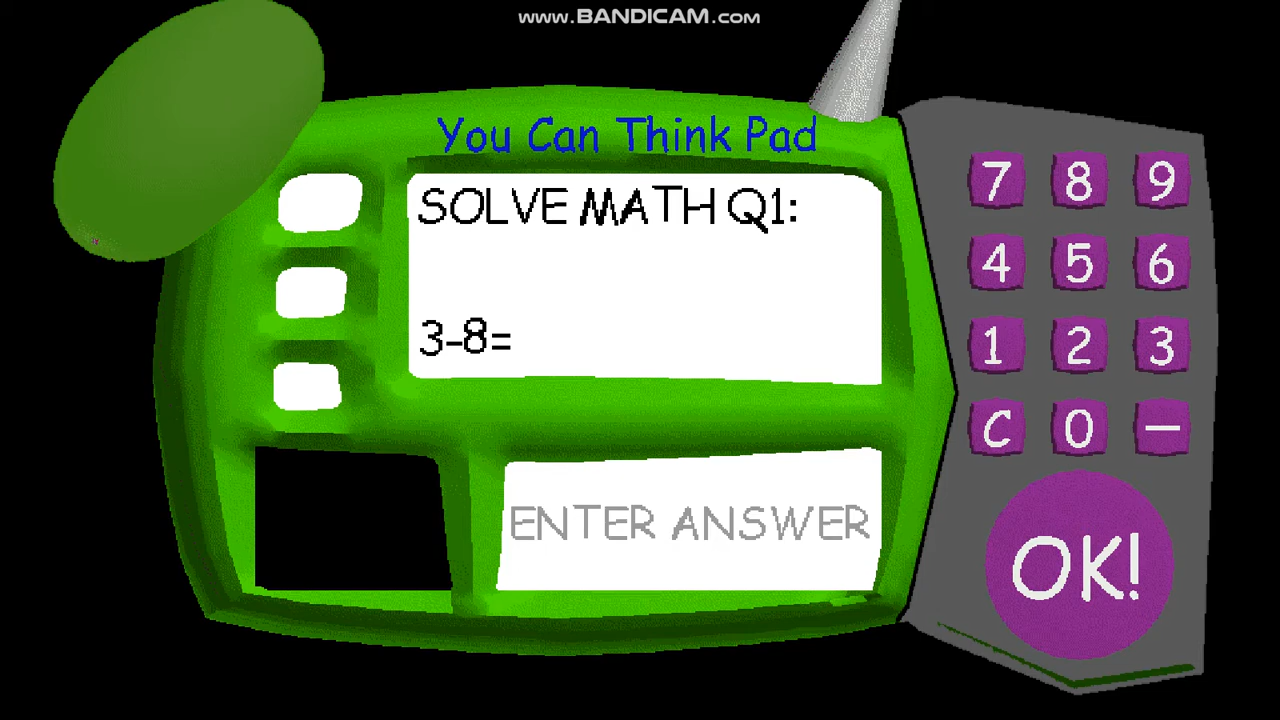 www.BANDICAM.com
You Can Think Pad
SOLVE MATH Q1:
3-8=
ENTER ANSWER
7 8 9
4 5 6
1 2 3
C 0 –
OK!